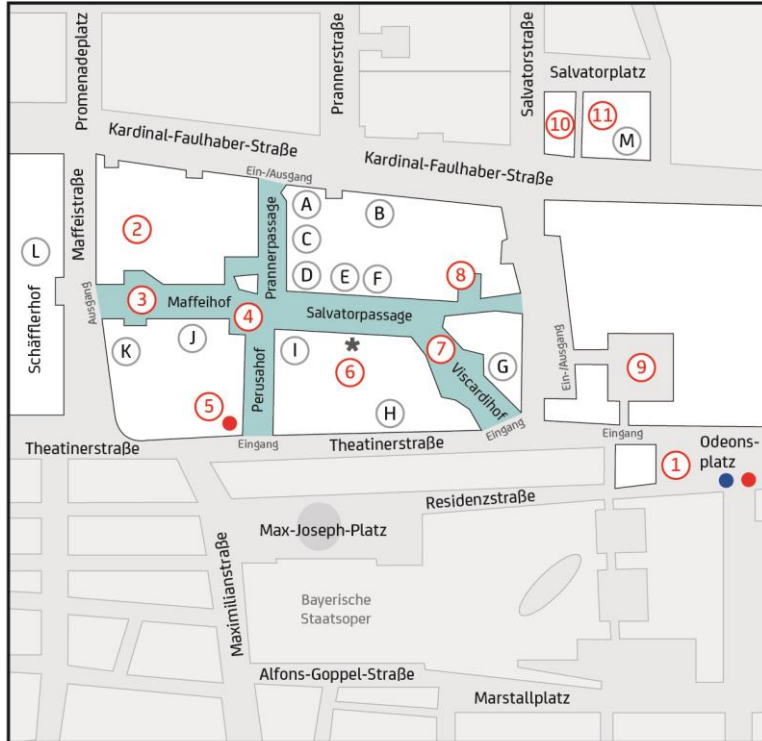 Promenadeplatz
Prannerstraße
Salvatorstraße
Salvatorplatz
10
11
M
Kardinal-Faulhaber-Straße
Kardinal-Faulhaber-Straße
Ein-/Ausgang
Maffeistraße
A
B
2
C
L
Prannerpassage
D
E
F
8
Schäfflerhof
Ausgang
3
Maffeihof
4
Salvatorpassage
K
J
I
*
6
7
G
Viscardihof
Ein-/Ausgang
9
Perusahof
5
H
Theatinerstraße
Eingang
Theatinerstraße
Eingang
Eingang
1
Odeons-
platz
Residenzstraße
Max-Joseph-Platz
Maximilianstraße
Bayerische
Staatsoper
Alfons-Goppel-Straße
Marstallplatz